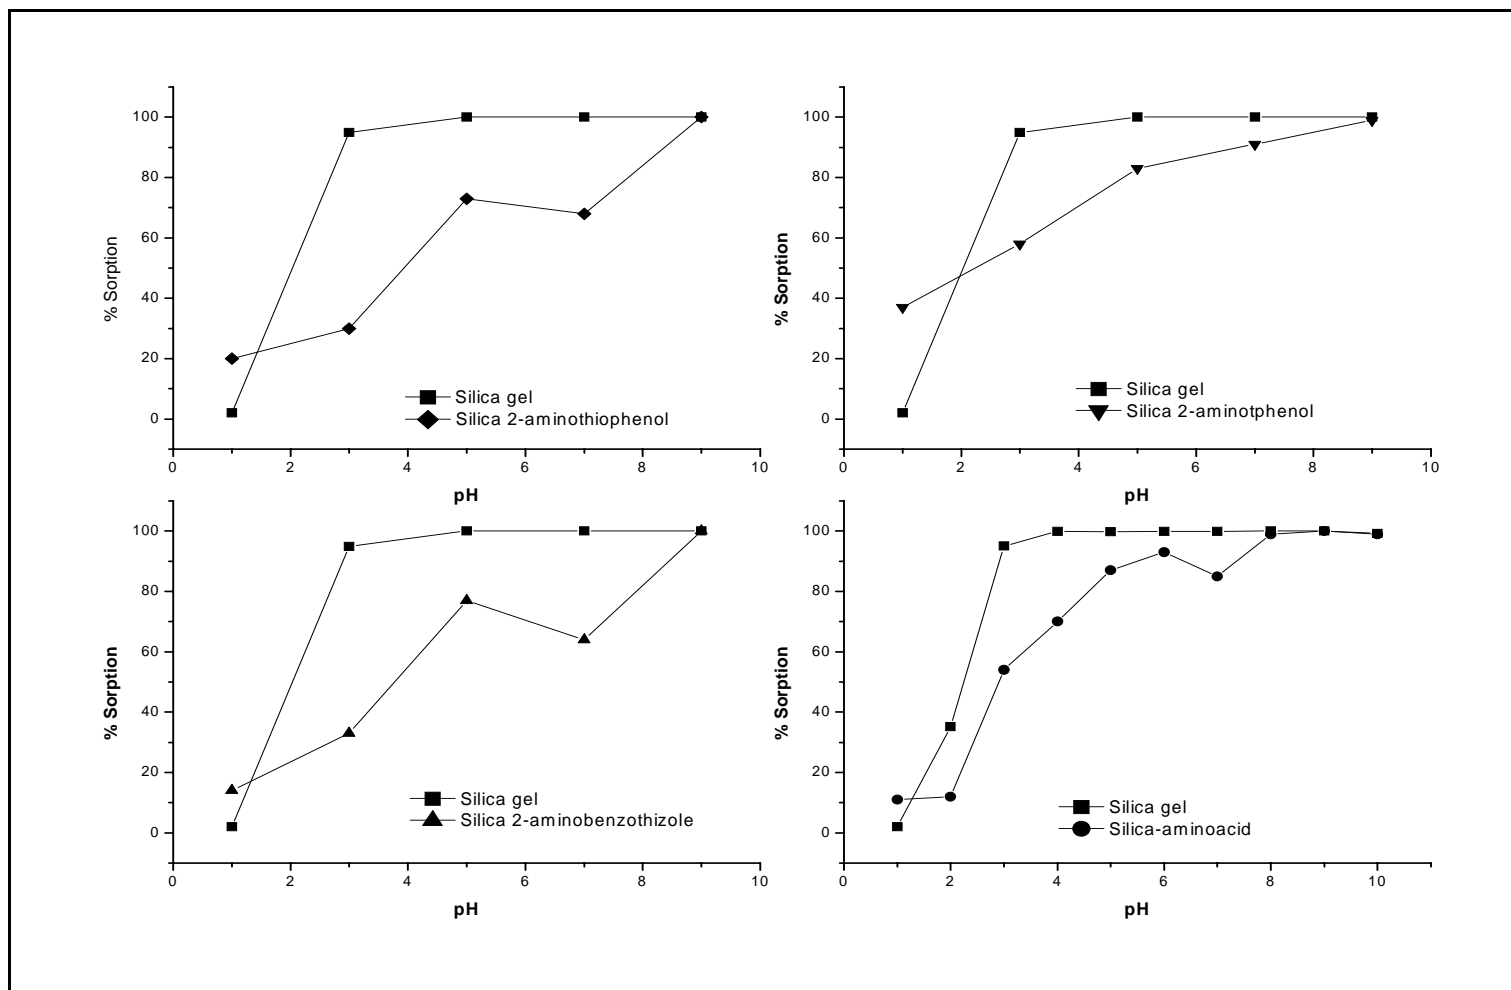 100
80
60
40
20
0
% Sorption
Silica gel
Silica 2-aminothiophenol
0 2 4 6 8 10
pH
100
80
60
40
20
0
% Sorption
Silica gel
Silica 2-aminotphenol
0 2 4 6 8 10
pH
100
80
60
40
20
0
% Sorption
Silica gel
Silica 2-aminobenzothizole
0 2 4 6 8 10
pH
100
80
60
40
20
0
% Sorption
Silica gel
Silica-aminoacid
0 2 4 6 8 10
pH